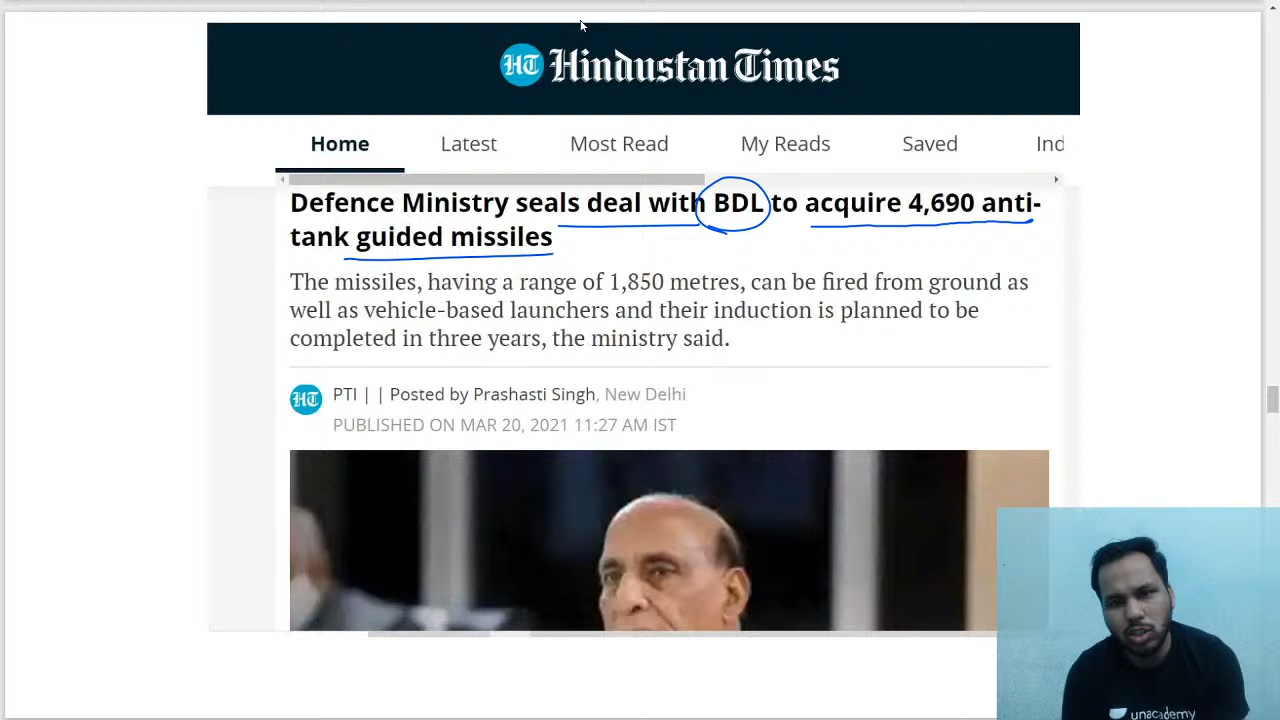 HT Hindustan Times
Home Latest Most Read My Reads Saved Ind
Defence Ministry seals deal with BDL to acquire 4,690 anti-
tank guided missiles
The missiles, having a range of 1,850 metres, can be fired from ground as
well as vehicle-based launchers and their induction is planned to be
completed in three years, the ministry said.
HT
PTI | | Posted by Prashasti Singh, New Delhi
PUBLISHED ON MAR 20, 2021 11:27 AM IST
unacademy